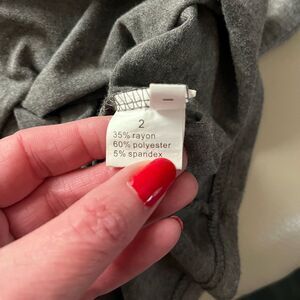 2
35% rayon
60% polyester
5% spandex